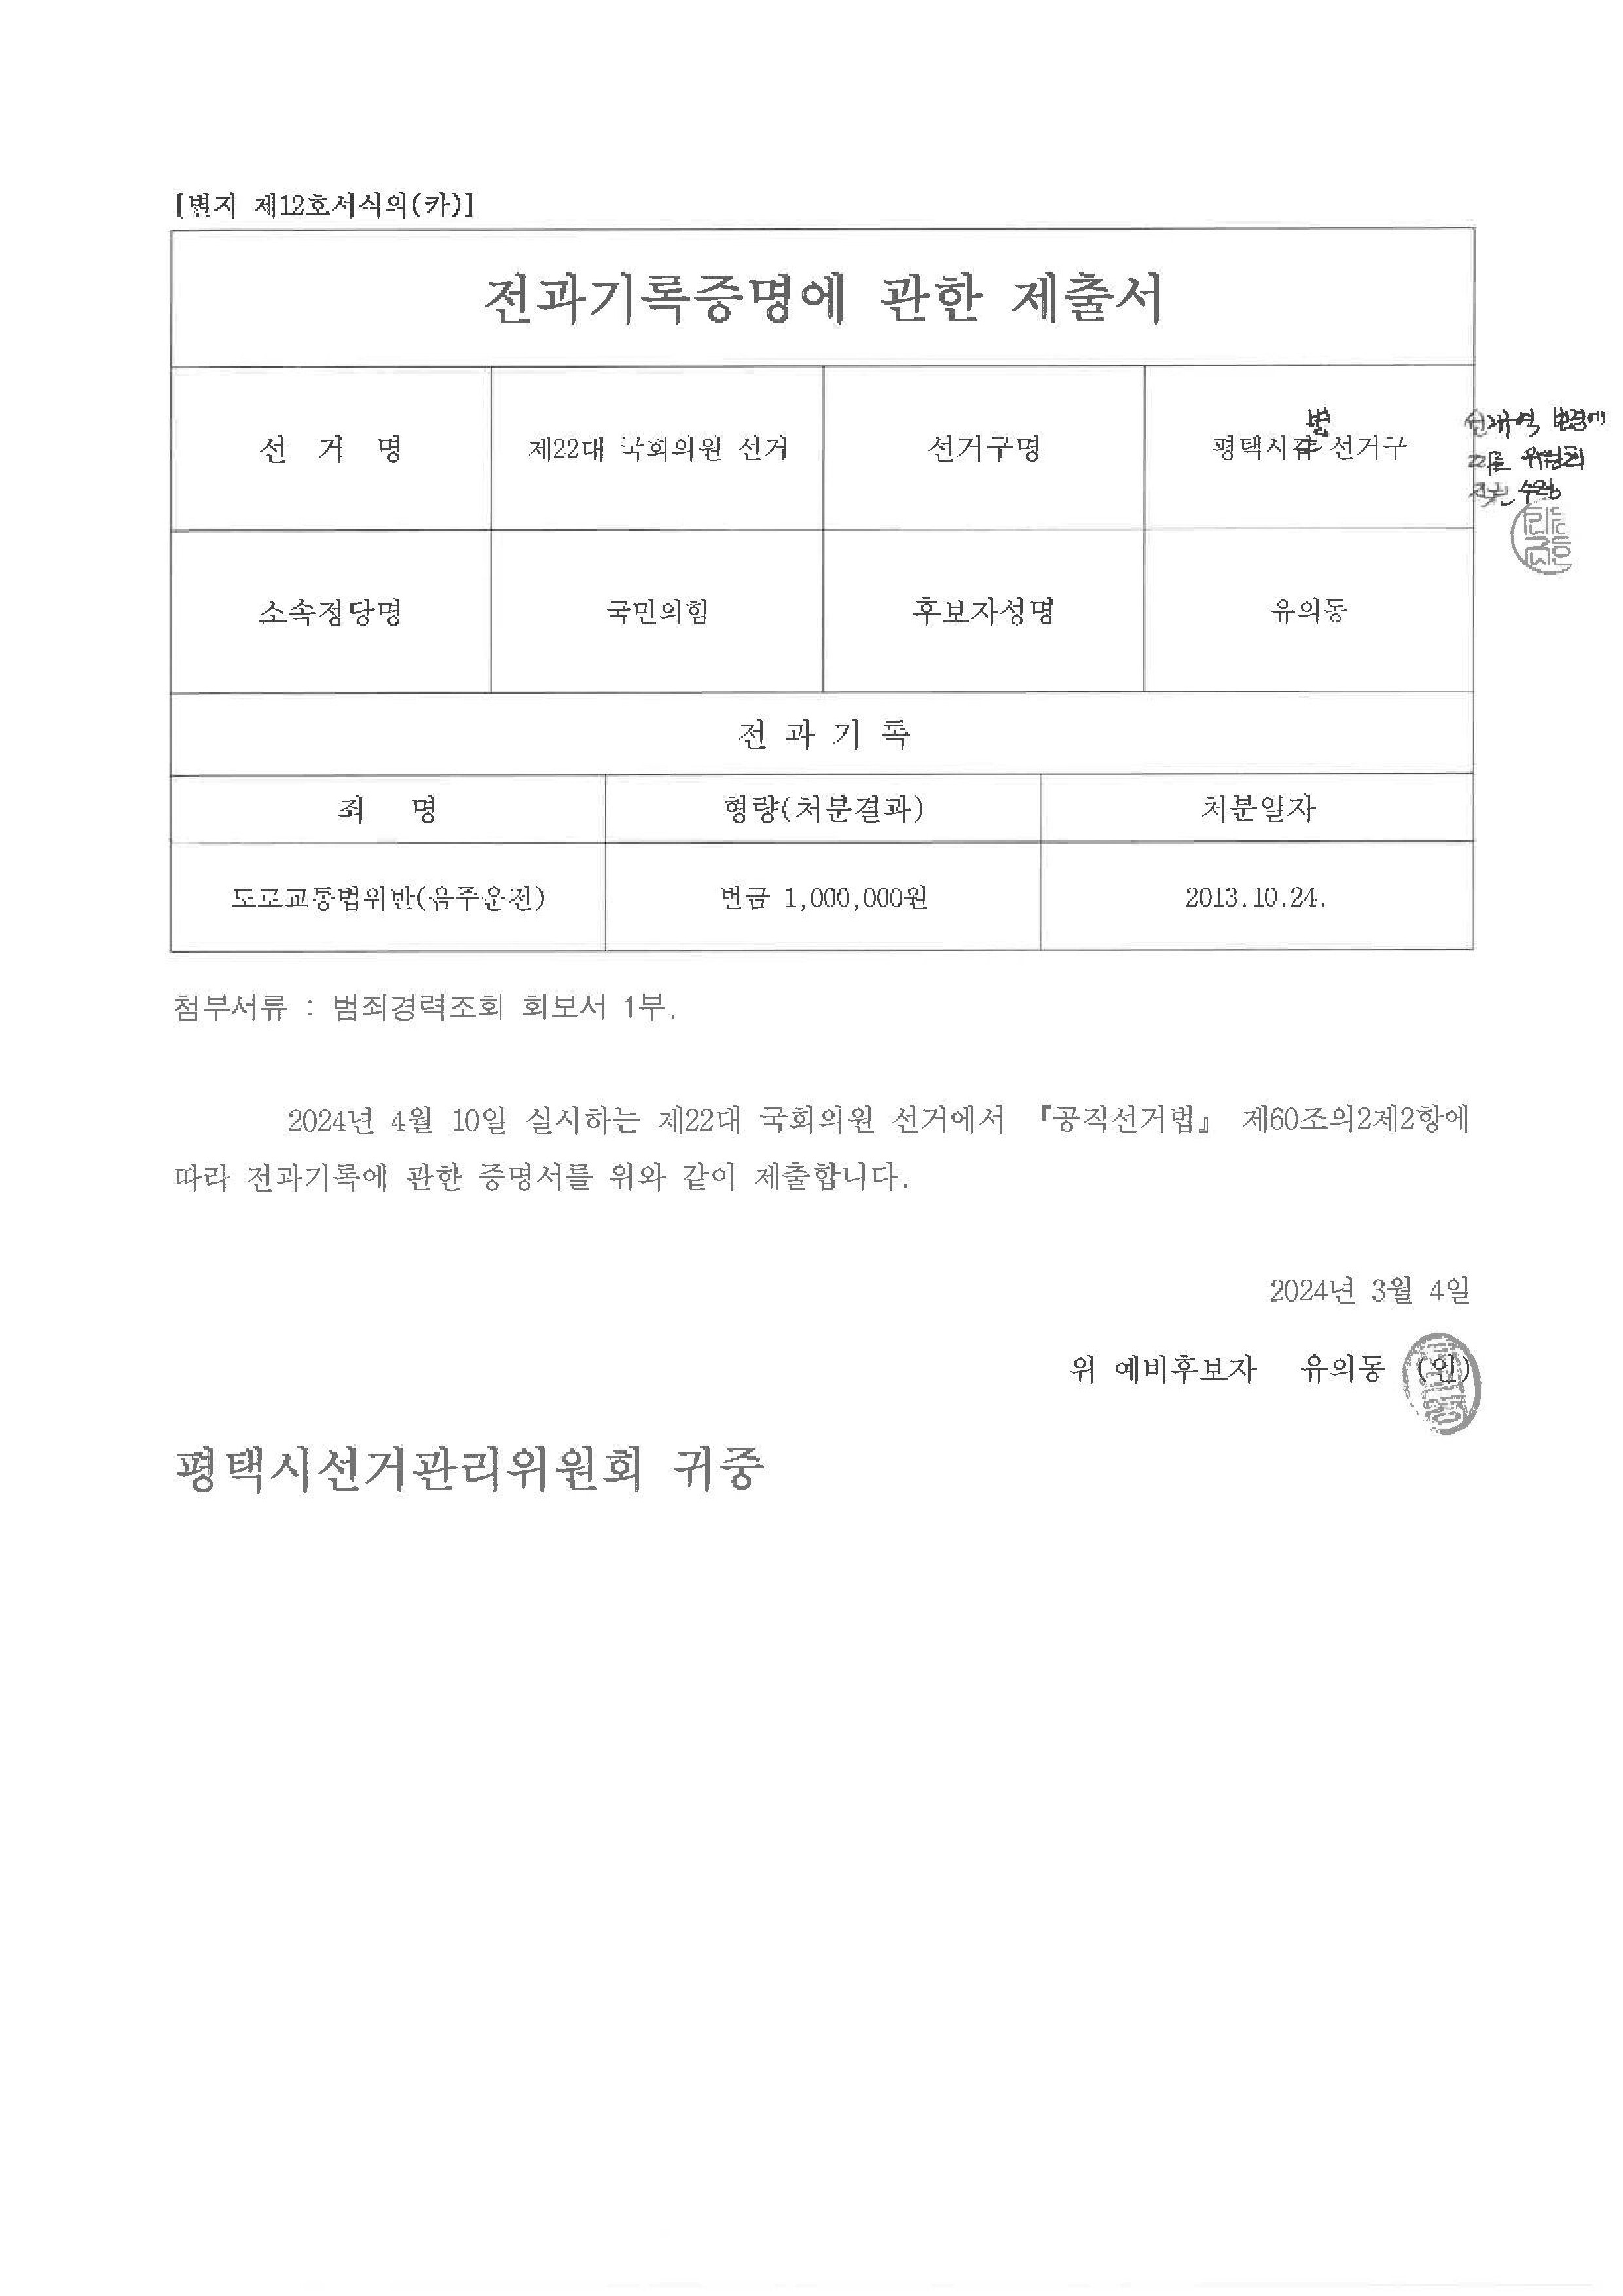 [별지 제12호서식의(카)]
전과기록증명에 관한 제출서
선 거 명 제22대 국회의원 선거 선거구명 평택시 병 선거구
선거구역 변경에
따른 위원회
직권 수정
소속정당명 국민의힘 후보자성명 유의동
전 과 기 록
죄 명 형량(처분결과) 처분일자
도로교통법위반(음주운전) 벌금 1,000,000원 2013.10.24.
첨부서류 : 범죄경력조회 회보서 1부.
2024년 4월 10일 실시하는 제22대 국회의원 선거에서 『공직선거법』 제60조의2제2항에
따라 전과기록에 관한 증명서를 위와 같이 제출합니다.
2024년 3월 4일
위 예비후보자 유의동 (인)
평택시선거관리위원회 귀중